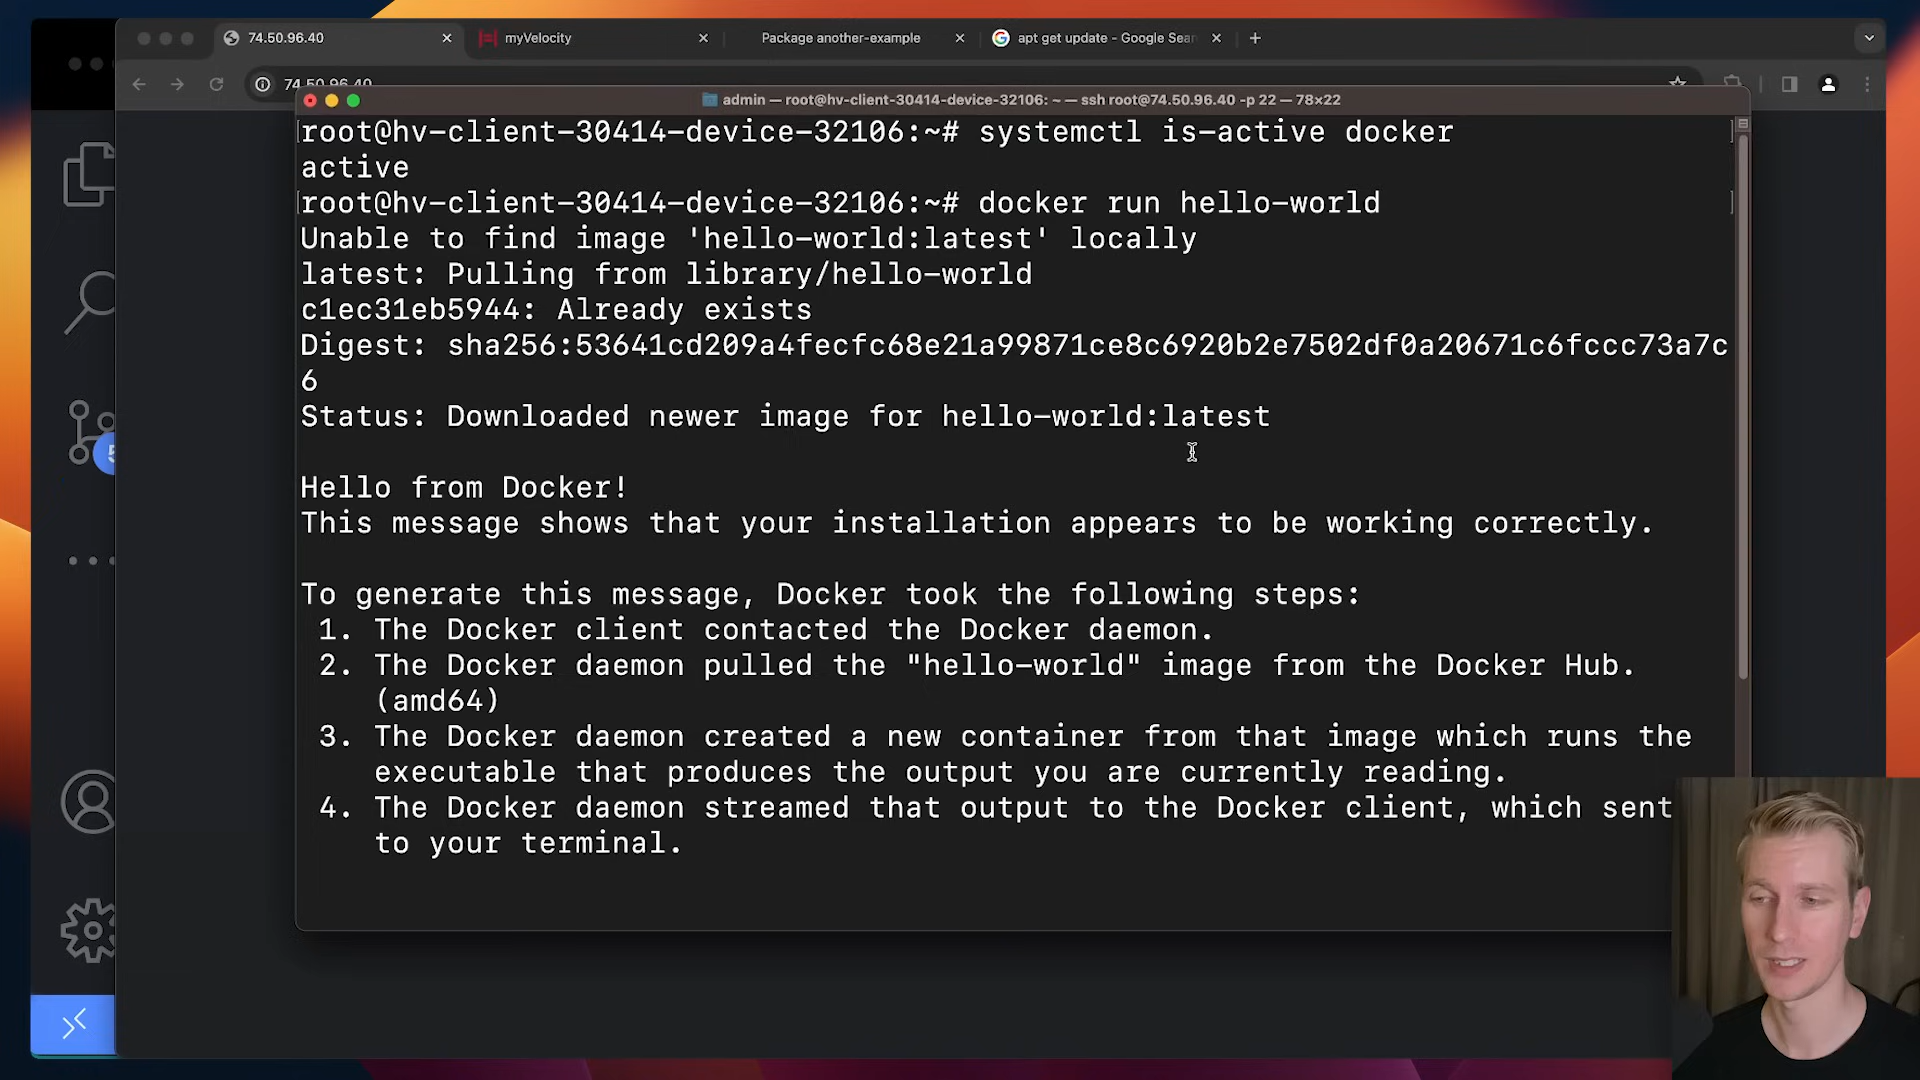 74.50.96.40
myVelocity
Package another-example
apt get update - Google Sear
74.50.96.40
admin — root@hv-client-30414-device-32106: ~ — ssh root@74.50.96.40 -p 22 — 78×22
root@hv-client-30414-device-32106:~# systemctl is-active docker
active
root@hv-client-30414-device-32106:~# docker run hello-world
Unable to find image 'hello-world:latest' locally
latest: Pulling from library/hello-world
c1ec31eb5944: Already exists
Digest: sha256:53641cd209a4fecfc68e21a99871ce8c6920b2e7502df0a20671c6fccc73a7c
6
Status: Downloaded newer image for hello-world:latest
Hello from Docker!
This message shows that your installation appears to be working correctly.
To generate this message, Docker took the following steps:
1. The Docker client contacted the Docker daemon.
2. The Docker daemon pulled the "hello-world" image from the Docker Hub.
(amd64)
3. The Docker daemon created a new container from that image which runs the
executable that produces the output you are currently reading.
4. The Docker daemon streamed that output to the Docker client, which sent
to your terminal.